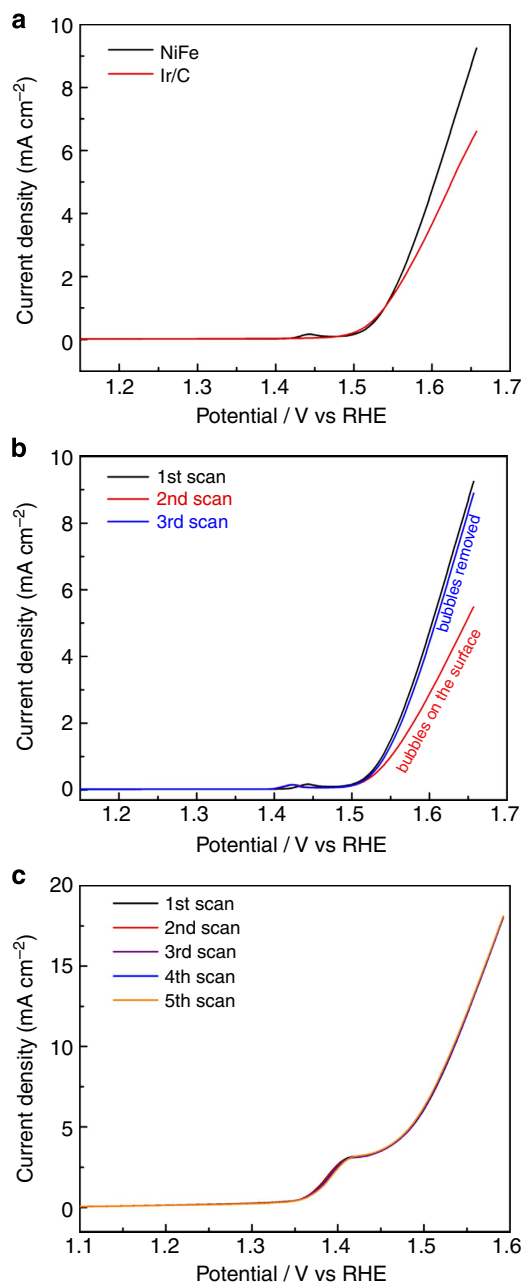 a
10
8
6
4
2
0
Current density (mA cm−2)
NiFe
Ir/C
1.2 1.3 1.4 1.5 1.6 1.7
Potential / V vs RHE
b
10
8
6
4
2
0
Current density (mA cm−2)
1st scan
2nd scan
3rd scan
bubbles removed
bubbles on the surface
1.2 1.3 1.4 1.5 1.6 1.7
Potential / V vs RHE
c
20
15
10
5
0
Current density (mA cm−2)
1st scan
2nd scan
3rd scan
4th scan
5th scan
1.1 1.2 1.3 1.4 1.5 1.6
Potential / V vs RHE